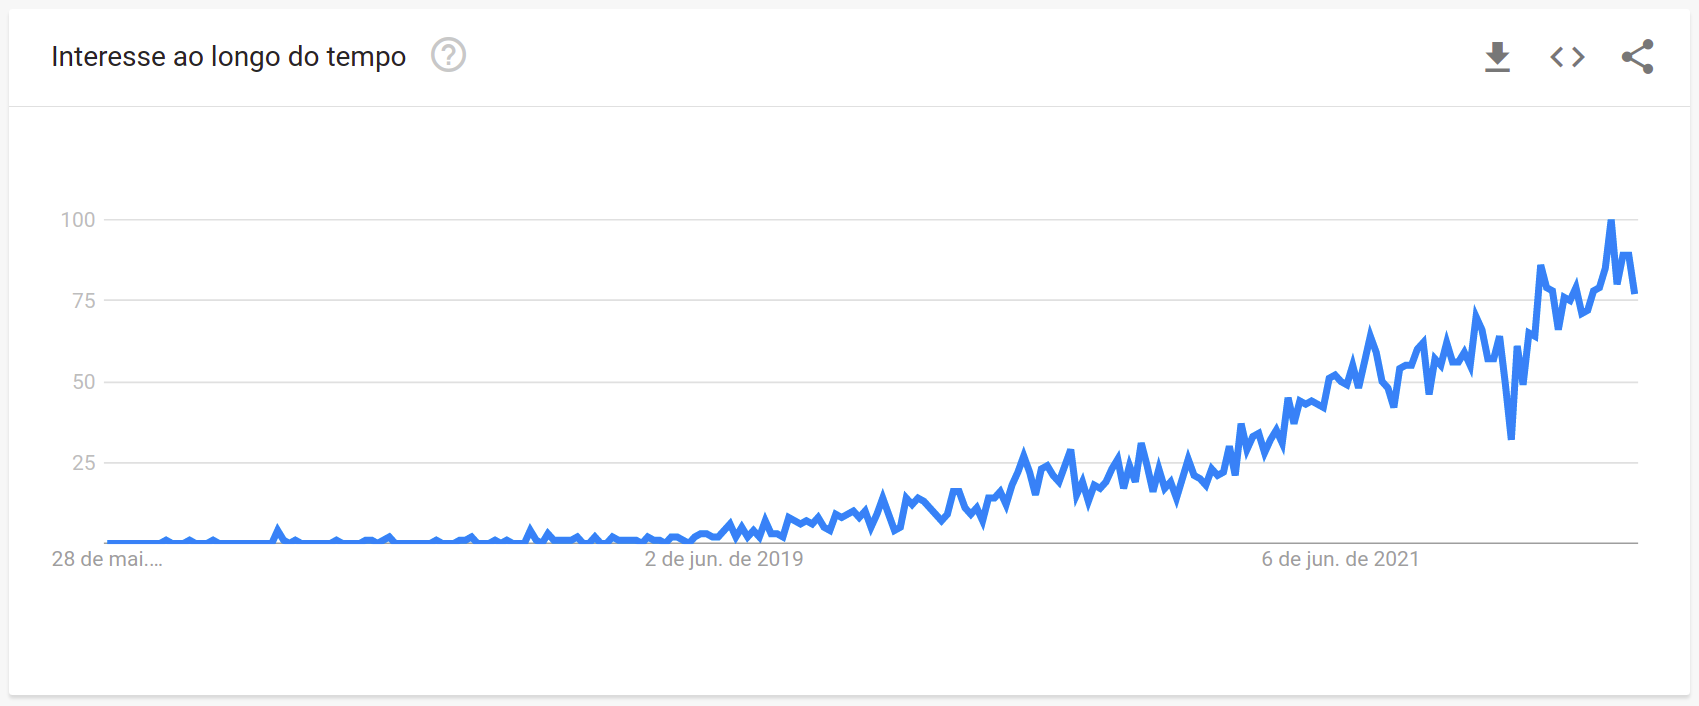 Interesse ao longo do tempo ?
100
75
50
25
28 de mai.…
2 de jun. de 2019
6 de jun. de 2021